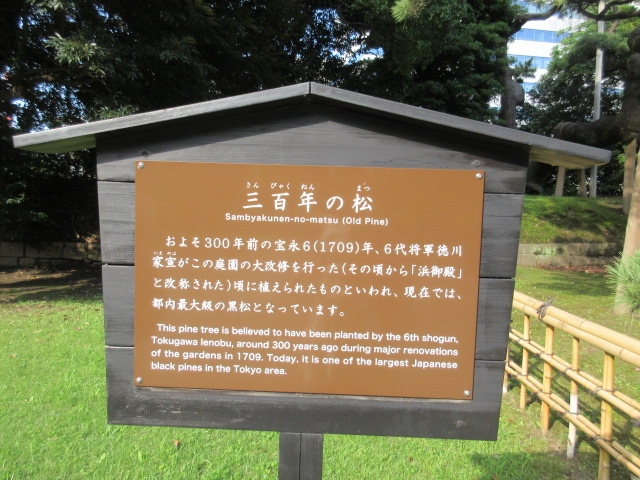 さん びゃく ねん まつ
三百年の松
Sambyakunen-no-matsu (Old Pine)
およそ300年前の宝永6(1709)年、6代将軍徳川
いえ のぶ
家宣がこの庭園の大改修を行った(その頃から「浜御殿」
と改称された)頃に植えられたものといわれ、現在では、
都内最大級の黒松となっています。
This pine tree is believed to have been planted by the 6th shogun,
Tokugawa Ienobu, around 300 years ago during major renovations
of the gardens in 1709. Today, it is one of the largest Japanese
black pines in the Tokyo area.